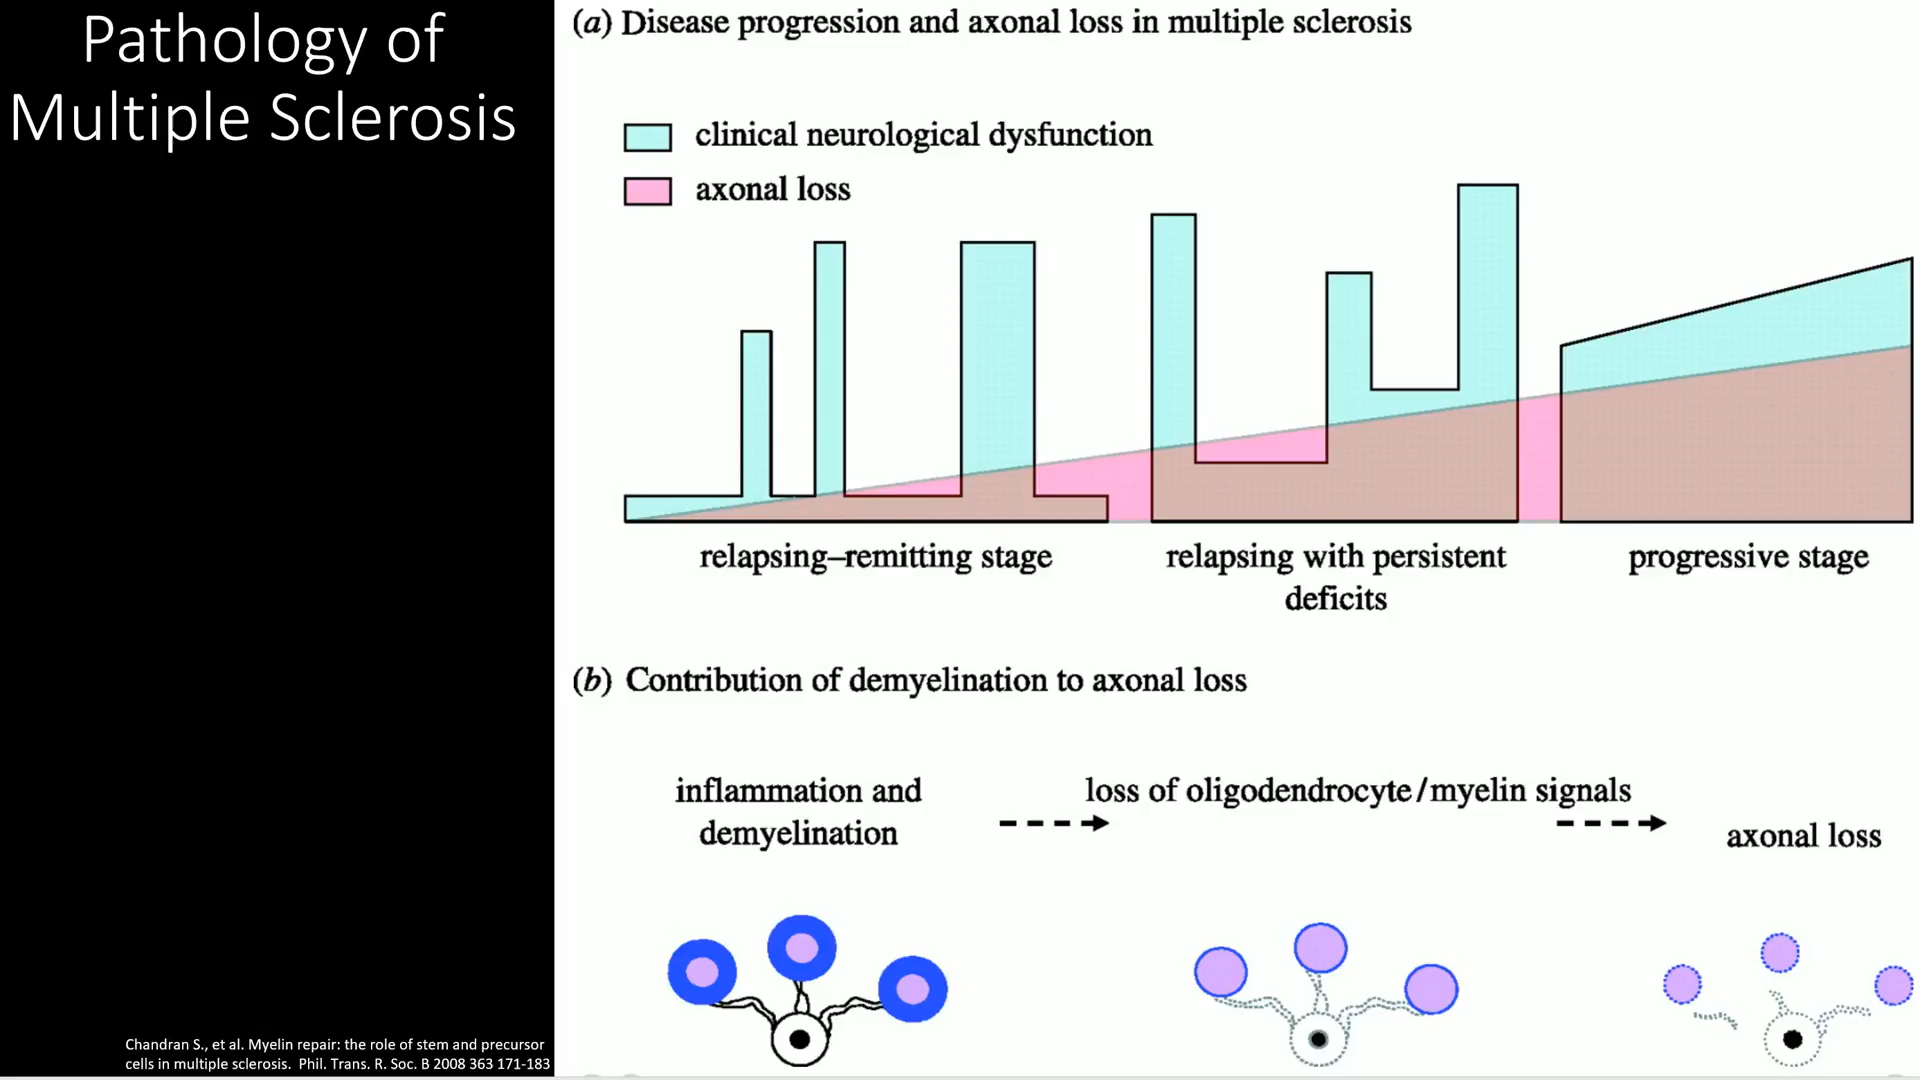 Pathology of
Multiple Sclerosis
(a) Disease progression and axonal loss in multiple sclerosis
clinical neurological dysfunction
axonal loss
relapsing–remitting stage
relapsing with persistent
deficits
progressive stage
(b) Contribution of demyelination to axonal loss
inflammation and
demyelination
loss of oligodendrocyte/myelin signals
axonal loss
Chandran S., et al. Myelin repair: the role of stem and precursor
cells in multiple sclerosis. Phil. Trans. R. Soc. B 2008 363 171-183